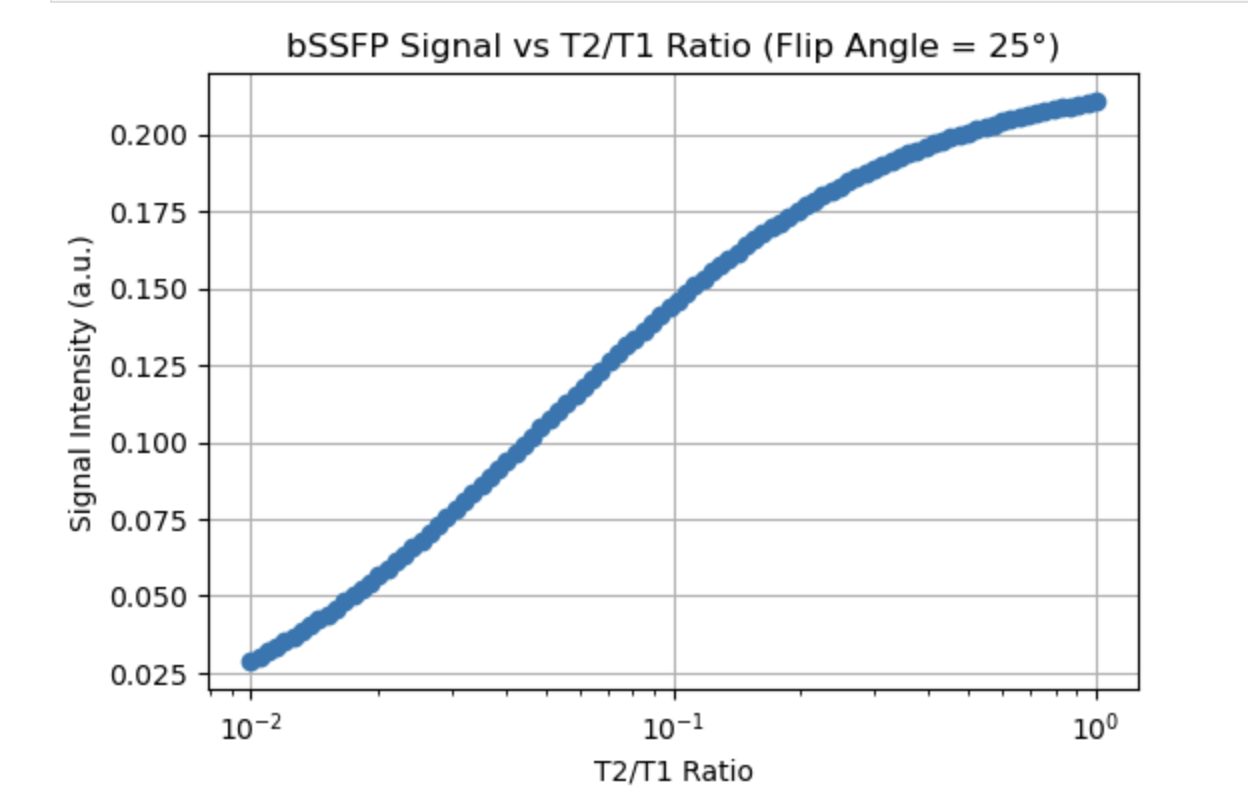 bSSFP Signal vs T2/T1 Ratio (Flip Angle = 25°)
Signal Intensity (a.u.)
0.200
0.175
0.150
0.125
0.100
0.075
0.050
0.025
10⁻² 10⁻¹ 10⁰
T2/T1 Ratio